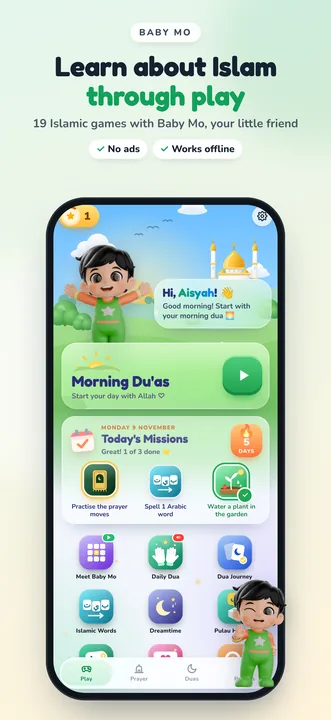 BABY MO
Learn about Islam
through play
19 Islamic games with Baby Mo, your little friend
✓ No ads
✓ Works offline
1
Hi, Aisyah! 👋
Good morning! Start with
your morning dua 🌅
Morning Du'as
Start your day with Allah ♡
MONDAY 9 NOVEMBER
Today's Missions
Great! 1 of 3 done
5
DAYS
Practise the prayer
moves
Spell 1 Arabic
word
Water a plant in
the garden
Meet Baby Mo
Daily Dua
Dua Journey
Islamic Words
Dreamtime
Pulau
Play
Prayer
Duas